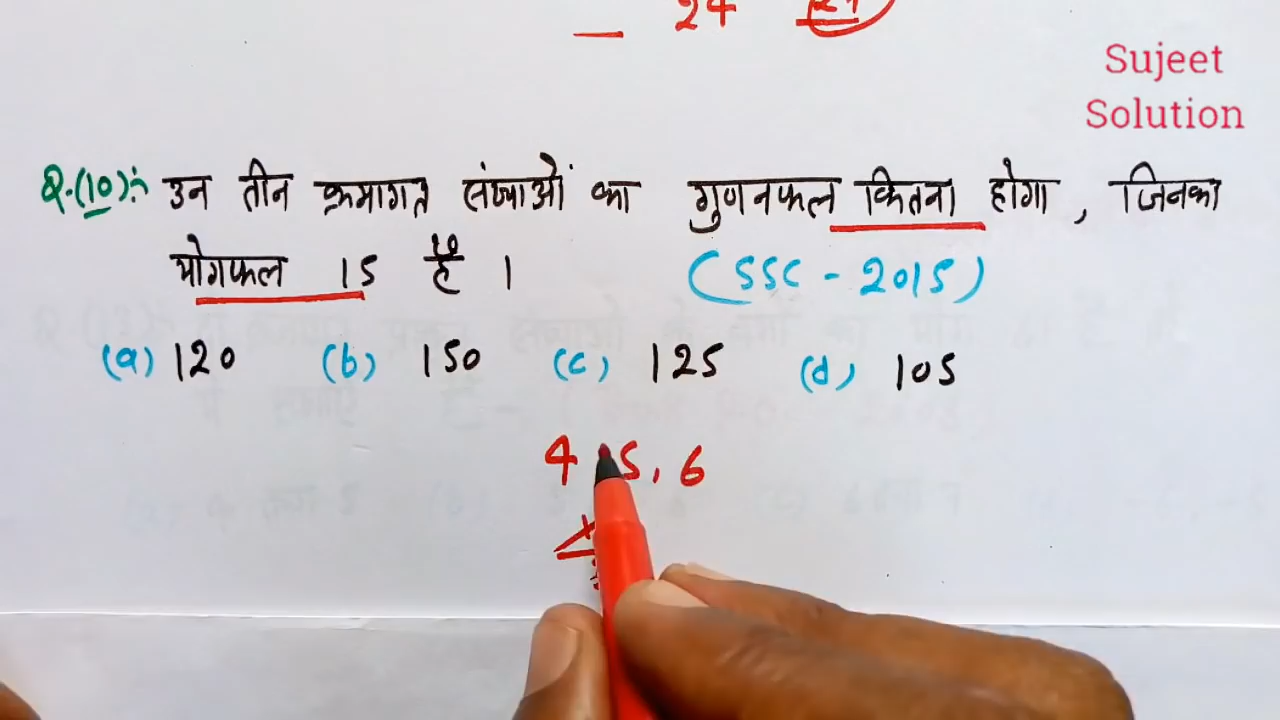 24
Sujeet
Solution
Q.(10):- उन तीन क्रमागत संख्याओं का गुणनफल कितना होगा , जिनका
योगफल 15 है । (SSC - 2015)
(a) 120 (b) 150 (c) 125 (d) 105
4 5, 6